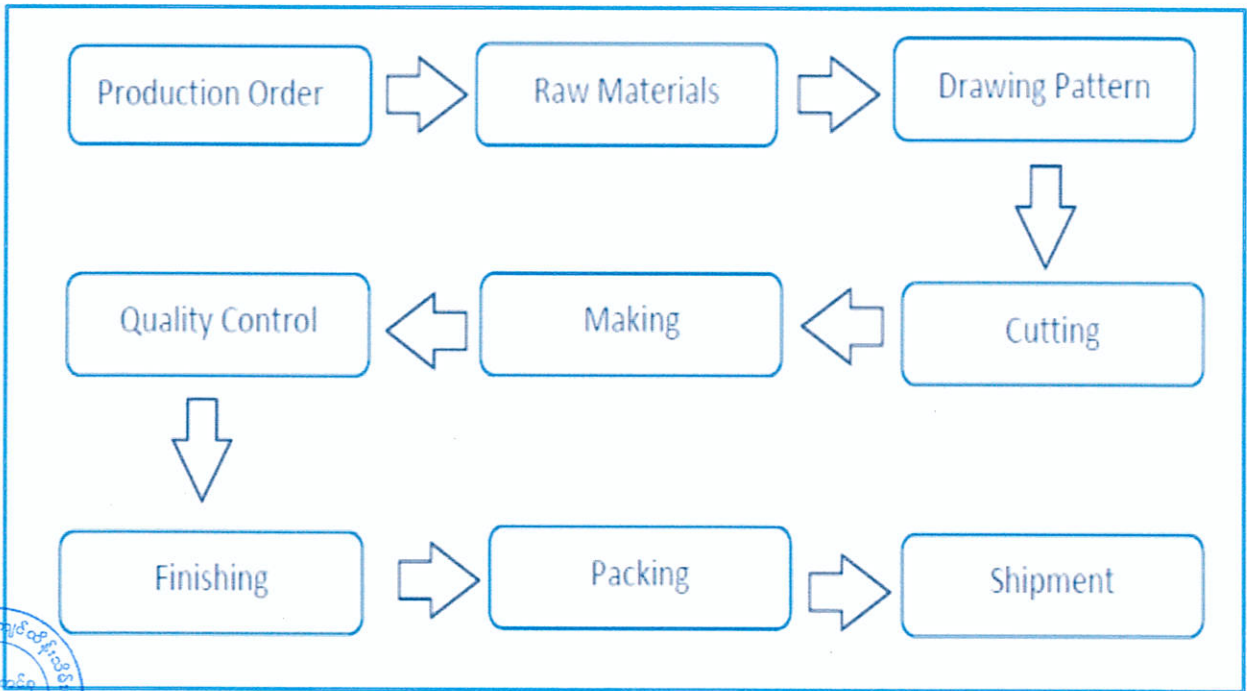 Production Order
Raw Materials
Drawing Pattern
Cutting
Making
Quality Control
Finishing
Packing
Shipment